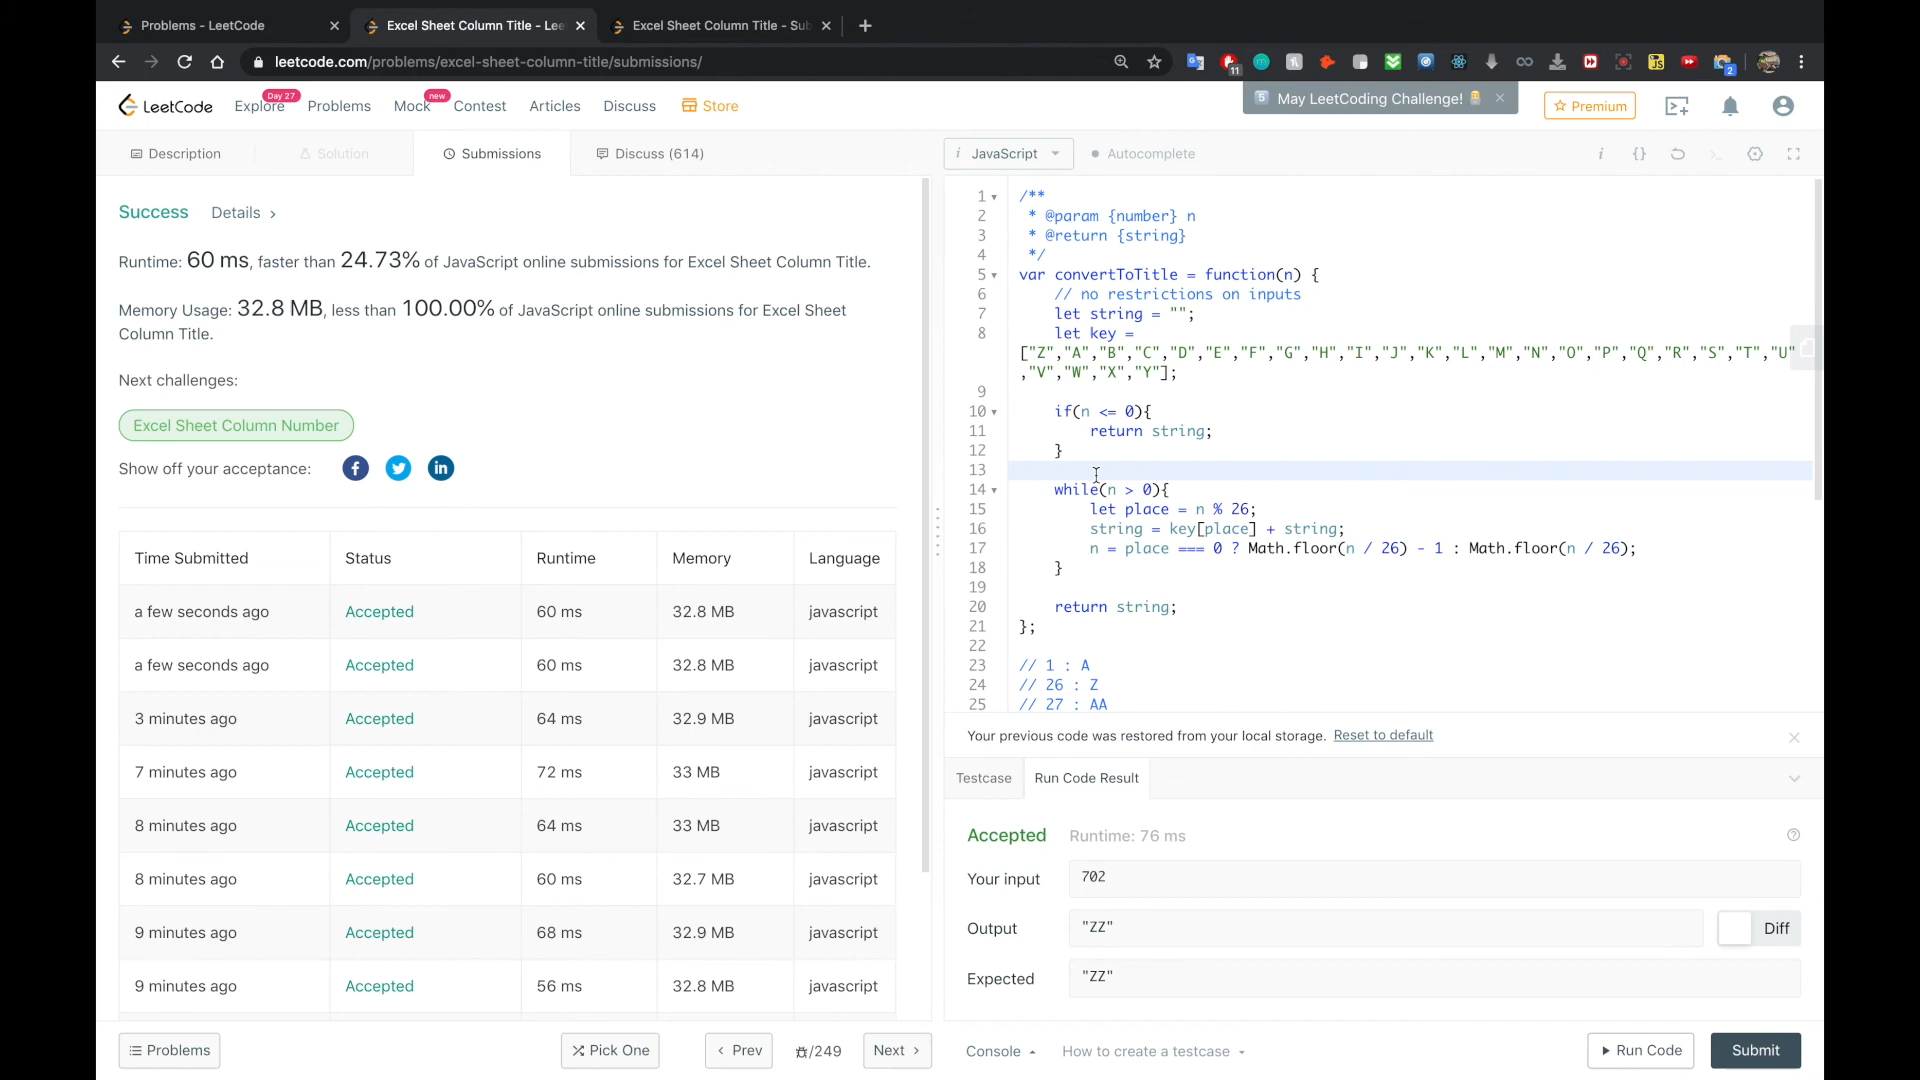 Problems - LeetCode
Excel Sheet Column Title - Lee
Excel Sheet Column Title - Sub
leetcode.com/problems/excel-sheet-column-title/submissions/
11
JS
2
LeetCode
Explore
Day 27
Problems
Mock
new
Contest
Articles
Discuss
Store
May LeetCoding Challenge!
Premium
Description
Solution
Submissions
Discuss (614)
Success
Details
Runtime: 60 ms, faster than 24.73% of JavaScript online submissions for Excel Sheet Column Title.
Memory Usage: 32.8 MB, less than 100.00% of JavaScript online submissions for Excel Sheet
Column Title.
Next challenges:
Excel Sheet Column Number
Show off your acceptance:
Time Submitted Status Runtime Memory Language
a few seconds ago Accepted 60 ms 32.8 MB javascript
a few seconds ago Accepted 60 ms 32.8 MB javascript
3 minutes ago Accepted 64 ms 32.9 MB javascript
7 minutes ago Accepted 72 ms 33 MB javascript
8 minutes ago Accepted 64 ms 33 MB javascript
8 minutes ago Accepted 60 ms 32.7 MB javascript
9 minutes ago Accepted 68 ms 32.9 MB javascript
9 minutes ago Accepted 56 ms 32.8 MB javascript
Problems
Pick One
Prev
/249
Next
i JavaScript
Autocomplete
i {}
1 /**
2 * @param {number} n
3 * @return {string}
4 */
5 var convertToTitle = function(n) {
6 // no restrictions on inputs
7 let string = "";
8 let key =
["Z","A","B","C","D","E","F","G","H","I","J","K","L","M","N","O","P","Q","R","S","T","U"
,"V","W","X","Y"];
9
10 if(n <= 0){
11 return string;
12 }
13
14 while(n > 0){
15 let place = n % 26;
16 string = key[place] + string;
17 n = place === 0 ? Math.floor(n / 26) - 1 : Math.floor(n / 26);
18 }
19
20 return string;
21 };
22
23 // 1 : A
24 // 26 : Z
25 // 27 : AA
Your previous code was restored from your local storage. Reset to default
Testcase
Run Code Result
Accepted
Runtime: 76 ms
Your input
702
Output
"ZZ"
Diff
Expected
"ZZ"
Console
How to create a testcase
Run Code
Submit